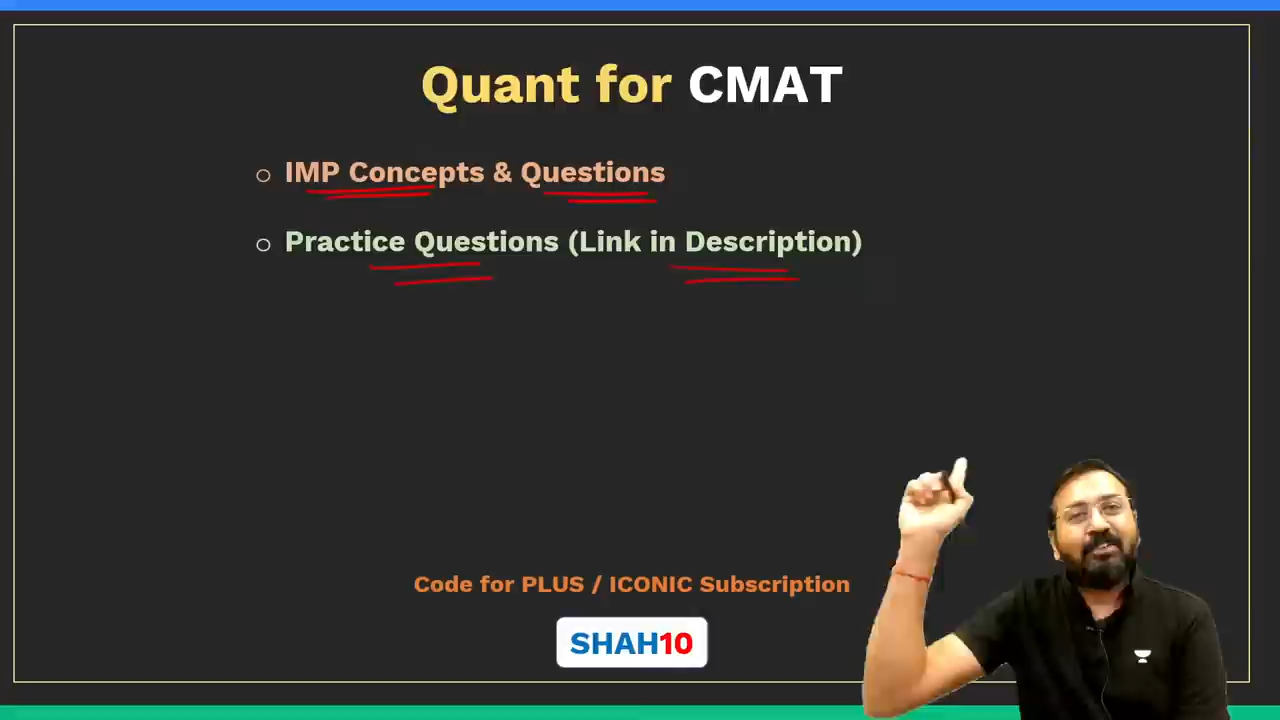 Quant for CMAT
IMP Concepts & Questions
Practice Questions (Link in Description)
Code for PLUS / ICONIC Subscription
SHAH10